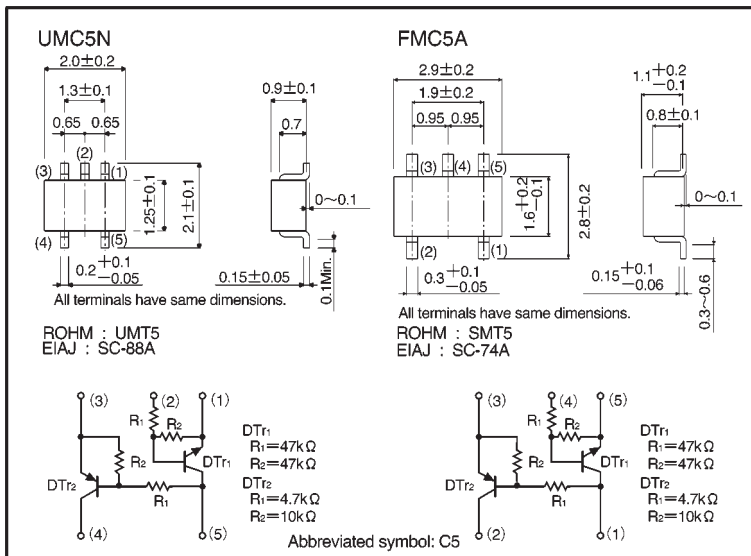 UMC5N
2.0±0.2
1.3±0.1
0.65 0.65
(2)
(3) (1)
(4) (5)
1.25±0.1
2.1±0.1
0.2 +0.1 −0.05
0.9±0.1
0.7
0∼0.1
0.15±0.05
0.1Min.
All terminals have same dimensions.
ROHM : UMT5
EIAJ : SC-88A
FMC5A
2.9±0.2
1.9±0.2
0.95 0.95
(3) (4) (5)
(2) (1)
1.6 +0.2 −0.1
2.8±0.2
0.3 +0.1 −0.05
1.1 +0.2 −0.1
0.8±0.1
0∼0.1
0.15 +0.1 −0.06
0.3∼0.6
All terminals have same dimensions.
ROHM : SMT5
EIAJ : SC-74A
(3) (2) (1)
R1 R2
R2 DTr1
DTr2
R1
(4) (5)
DTr1
R1=47kΩ
R2=47kΩ
DTr2
R1=4.7kΩ
R2=10kΩ
(3) (4) (5)
R1 R2
R2 DTr1
DTr2
R1
(2) (1)
DTr1
R1=47kΩ
R2=47kΩ
DTr2
R1=4.7kΩ
R2=10kΩ
Abbreviated symbol: C5